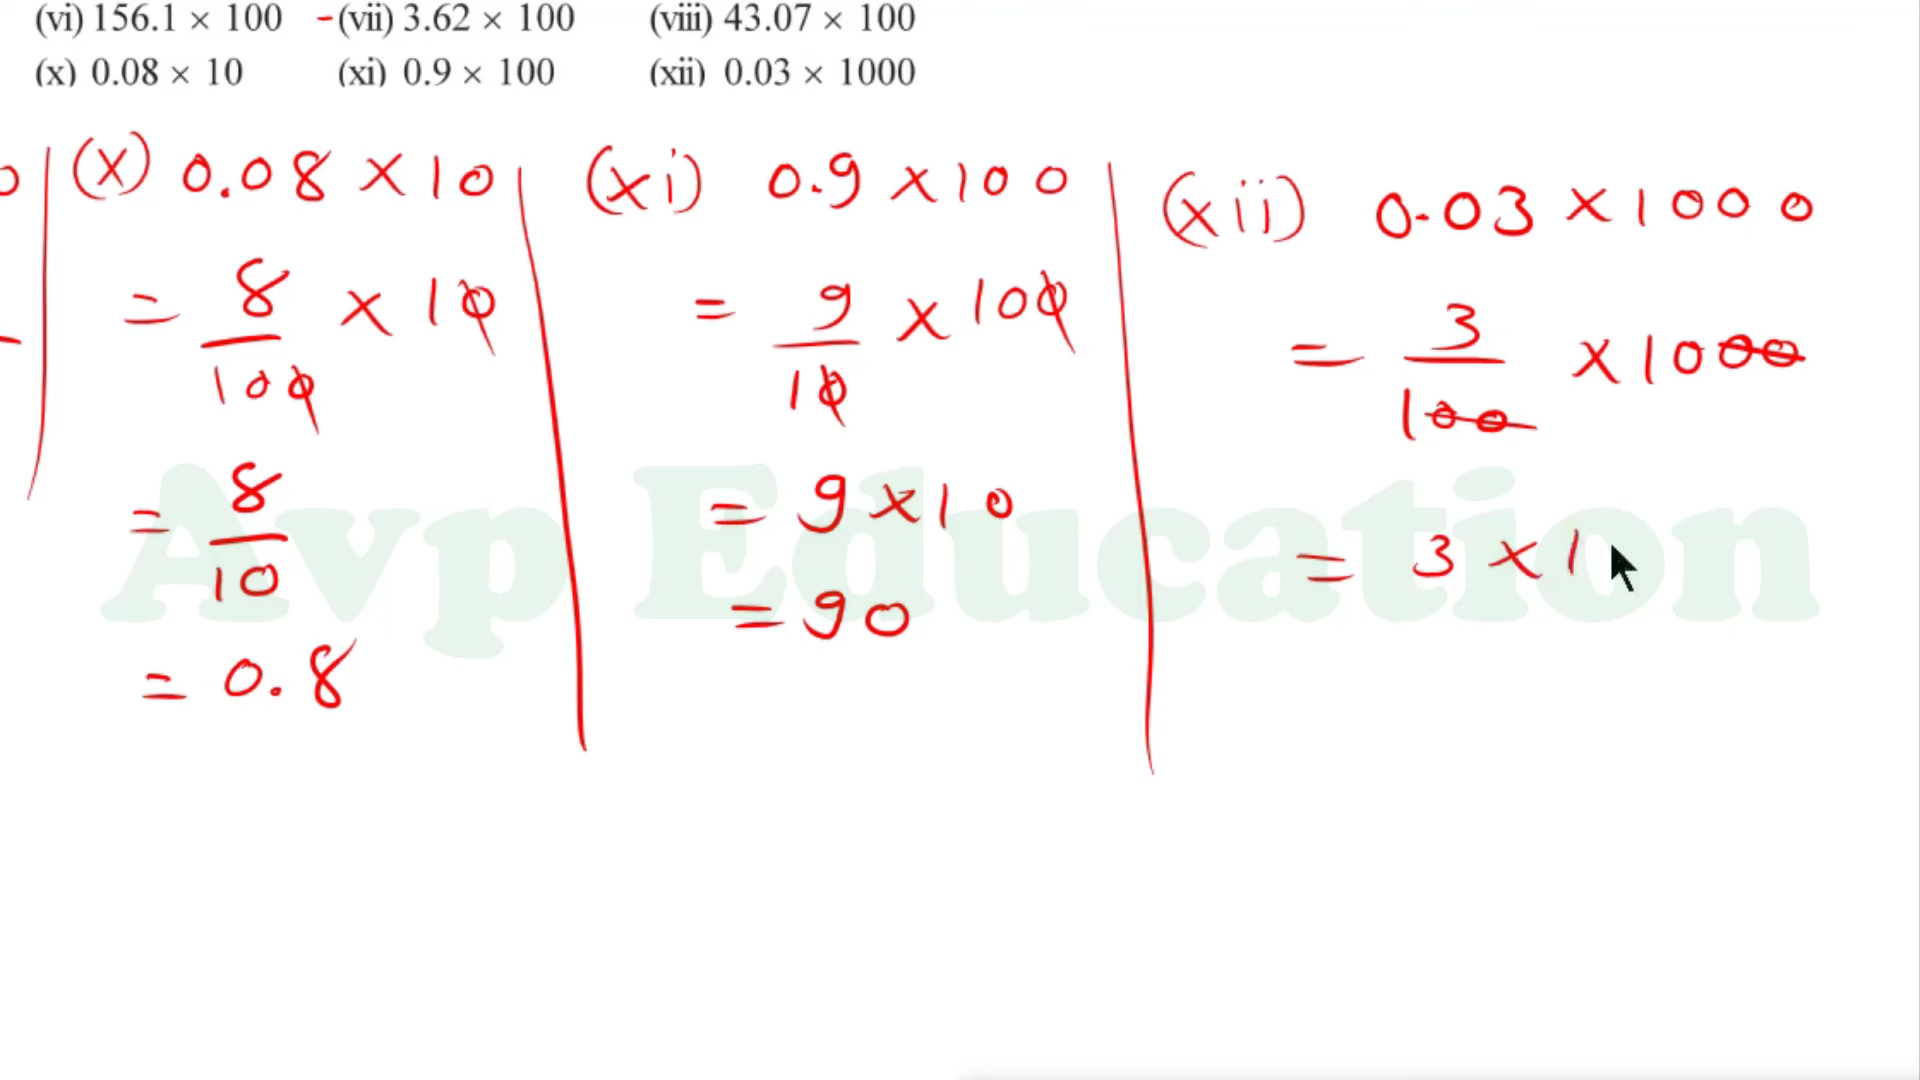 (vi) 156.1 × 100 -(vii) 3.62 × 100 (viii) 43.07 × 100
(x) 0.08 × 10 (xi) 0.9 × 100 (xii) 0.03 × 1000
(x) 0.08 × 10
= 8/100 × 10
= 8/10
= 0.8
(xi) 0.9 × 100
= 9/10 × 100
= 9 × 10
= 90
(xii) 0.03 × 1000
= 3/100 × 1000
= 3 × 1
Avp Education